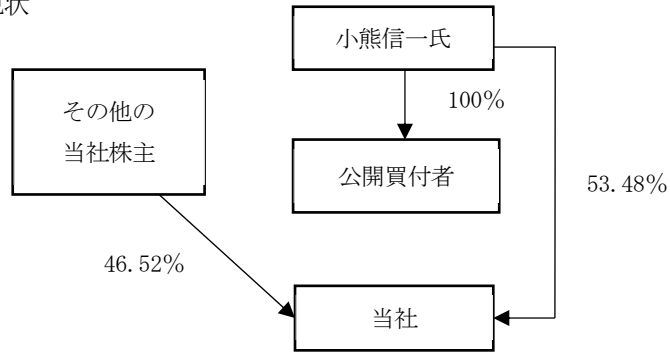 現状
小熊信一氏
その他の
当社株主
100%
公開買付者
53.48%
46.52%
当社